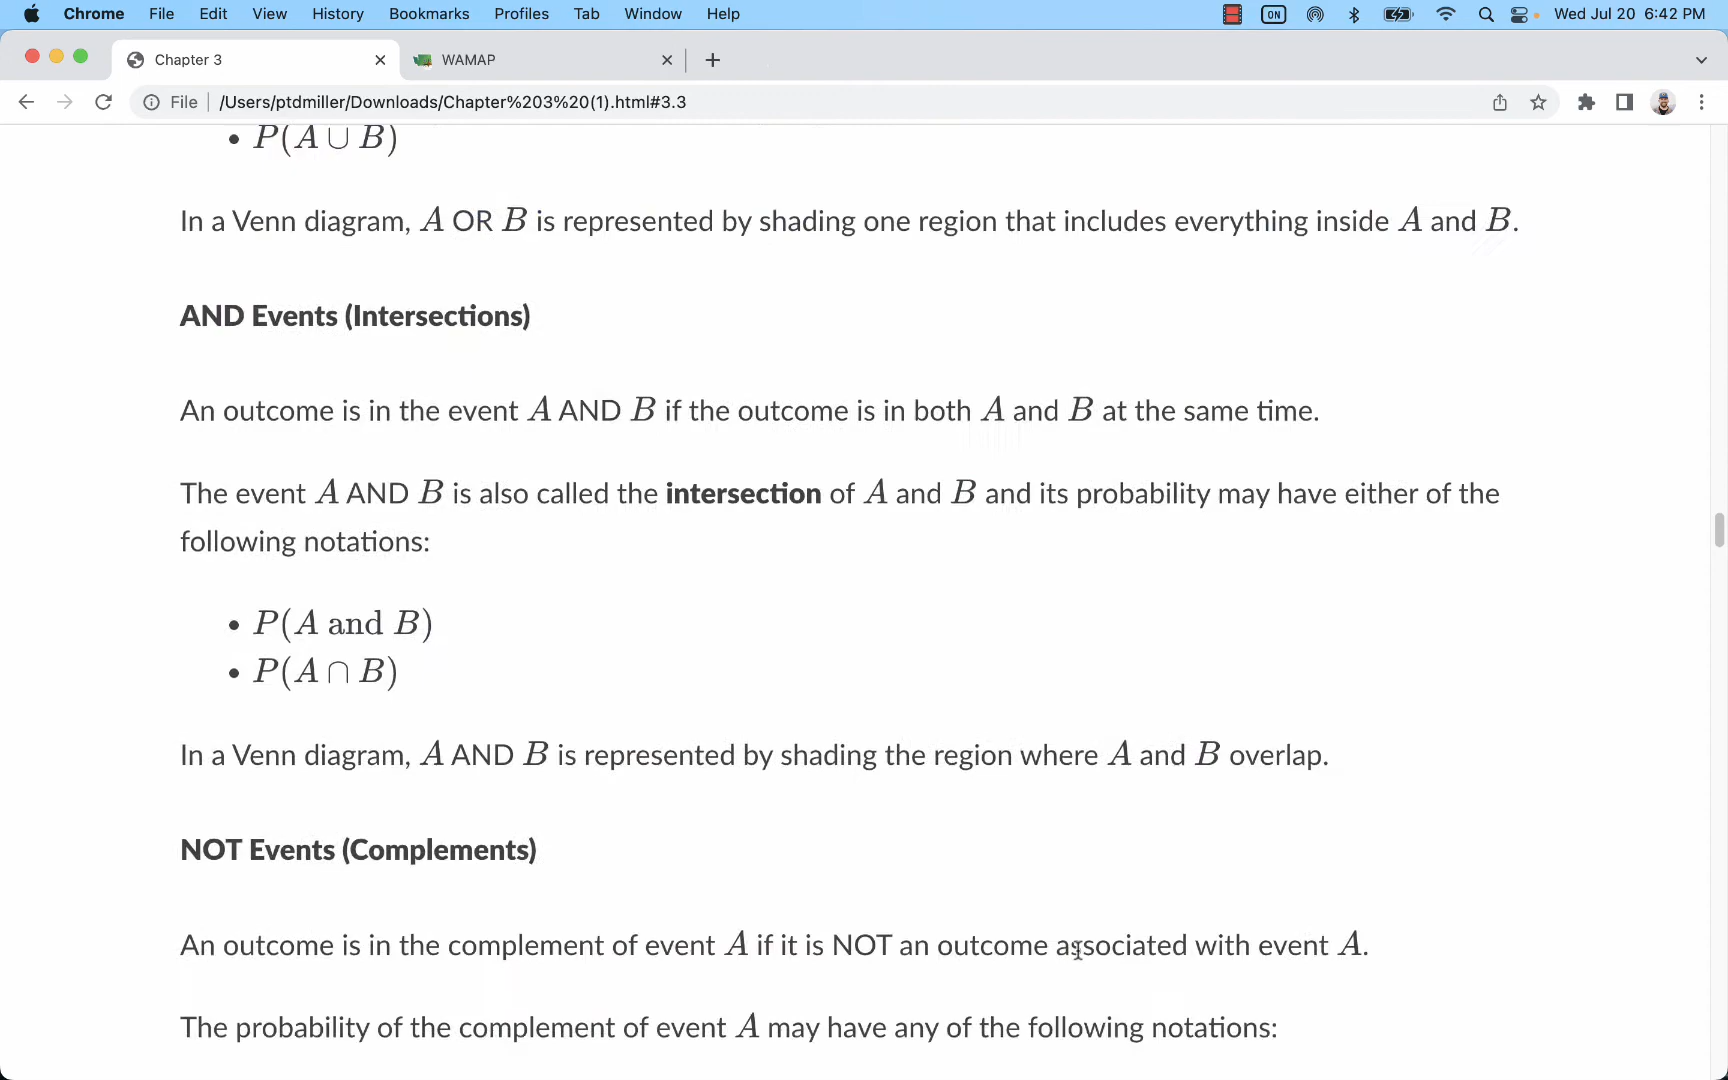 Chrome File Edit View History Bookmarks Profiles Tab Window Help ON Wed Jul 20 6:42 PM
Chapter 3 WAMAP
File /Users/ptdmiller/Downloads/Chapter%203%20(1).html#3.3
• P(A ∪ B)
In a Venn diagram, A OR B is represented by shading one region that includes everything inside A and B.
AND Events (Intersections)
An outcome is in the event A AND B if the outcome is in both A and B at the same time.
The event A AND B is also called the intersection of A and B and its probability may have either of the
following notations:
• P(A and B)
• P(A ∩ B)
In a Venn diagram, A AND B is represented by shading the region where A and B overlap.
NOT Events (Complements)
An outcome is in the complement of event A if it is NOT an outcome associated with event A.
The probability of the complement of event A may have any of the following notations: